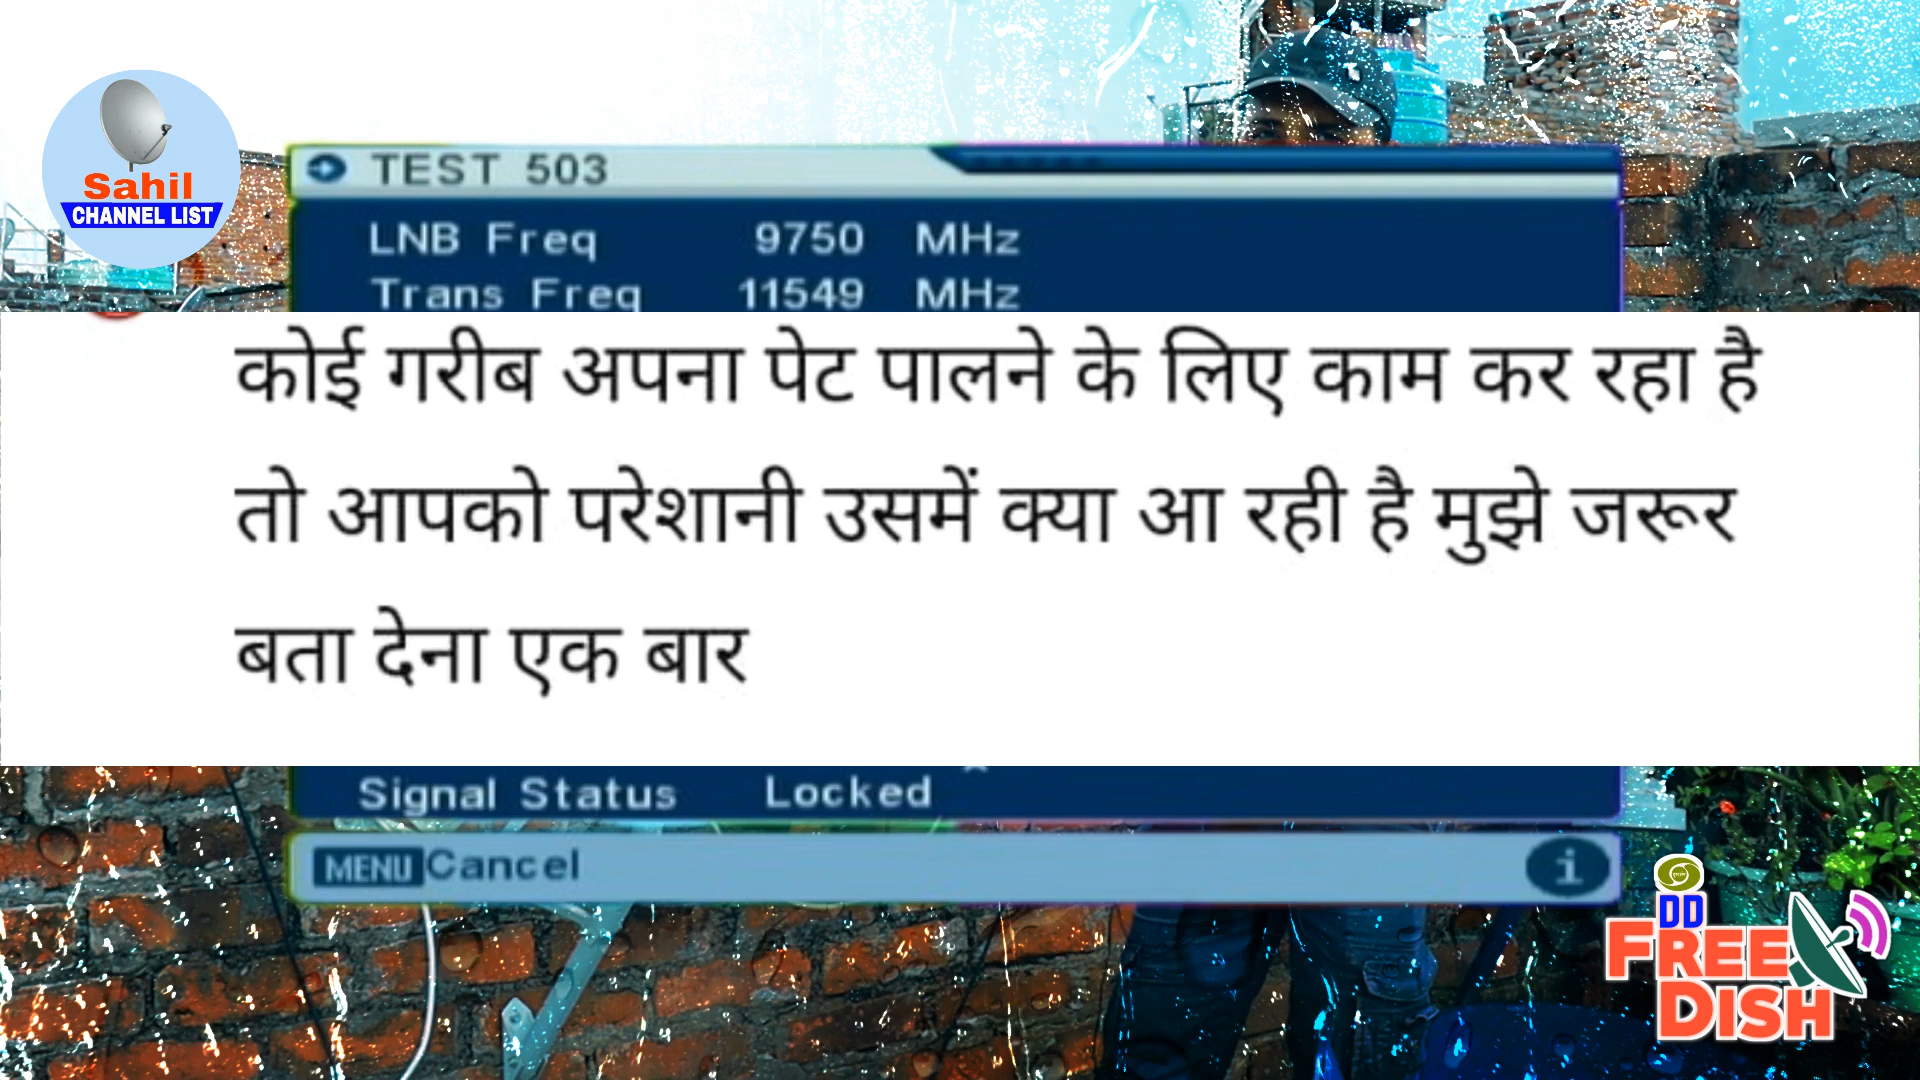 Sahil
CHANNEL LIST
TEST 503
LNB Freq 9750 MHz
Trans Freq 11549 MHz
कोई गरीब अपना पेट पालने के लिए काम कर रहा है
तो आपको परेशानी उसमें क्या आ रही है मुझे जरूर
बता देना एक बार
Signal Status Locked
MENU Cancel i
DD
FREE
DISH